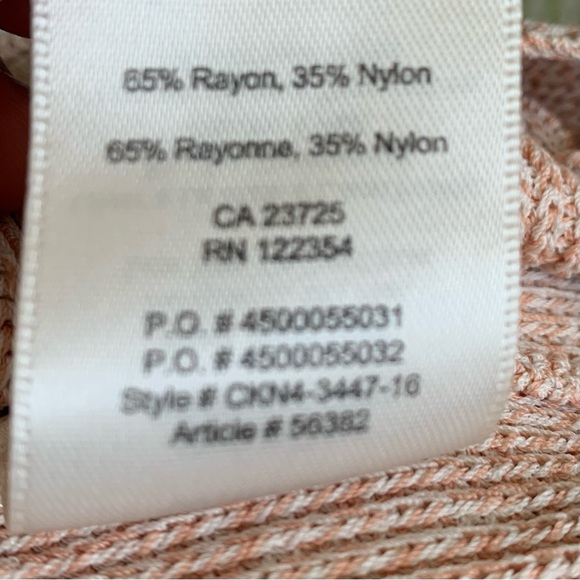 65% Rayon, 35% Nylon
65% Rayonne, 35% Nylon
CA 23725
RN 122354
P.O. # 4500055031
P.O. # 4500055032
Style # CKN4-3447-16
Article # 56382